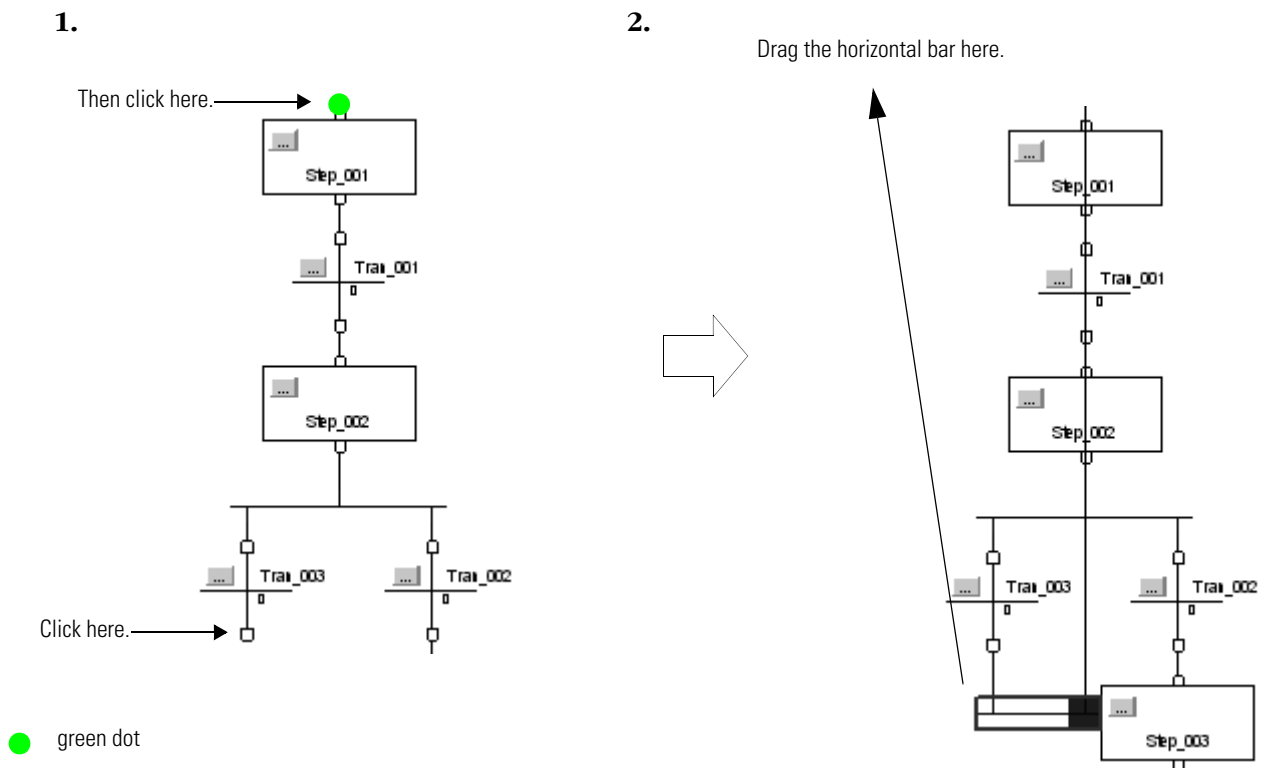 1.
Then click here.
...
Step_001
... Tran_001
...
Step_002
... Tran_003
... Tran_002
Click here.
green dot
2.
Drag the horizontal bar here.
...
Step_001
... Tran_001
...
Step_002
... Tran_003
... Tran_002
...
Step_003